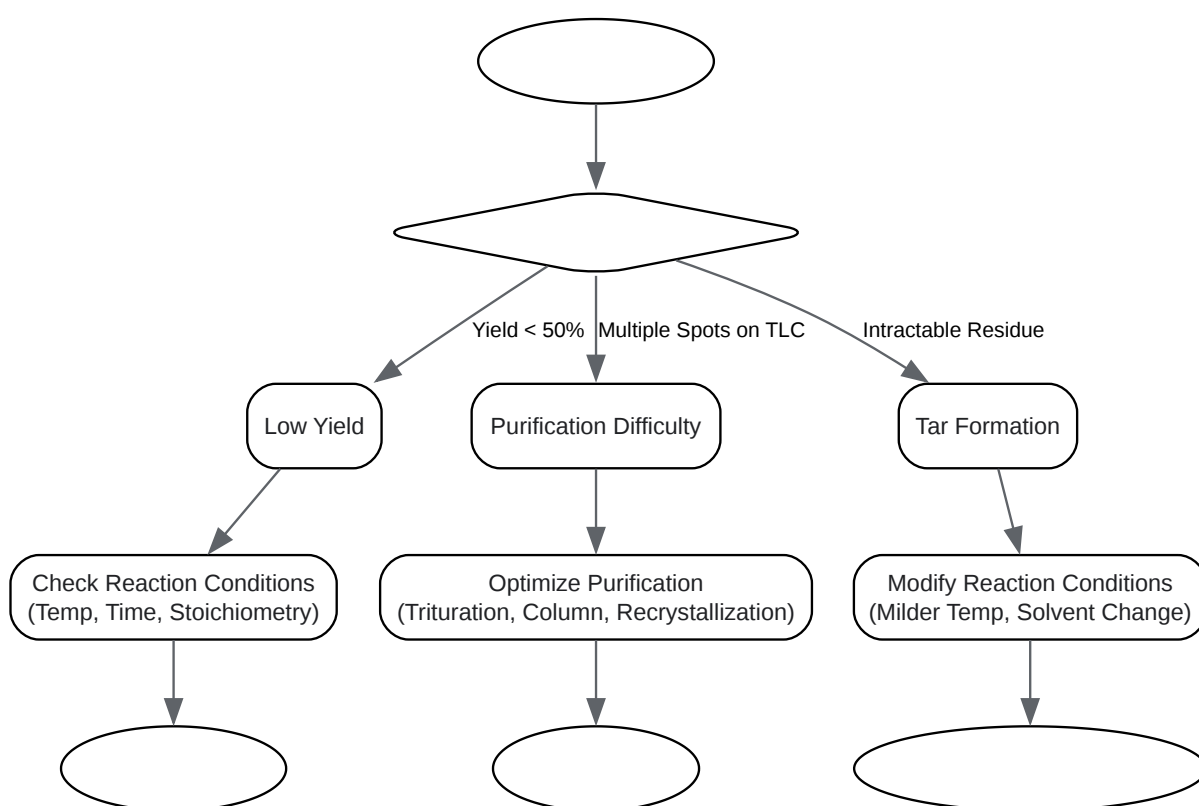 Yield < 50%
Multiple Spots on TLC
Intractable Residue
Low Yield
Purification Difficulty
Tar Formation
Check Reaction Conditions
(Temp, Time, Stoichiometry)
Optimize Purification
(Trituration, Column, Recrystallization)
Modify Reaction Conditions
(Milder Temp, Solvent Change)